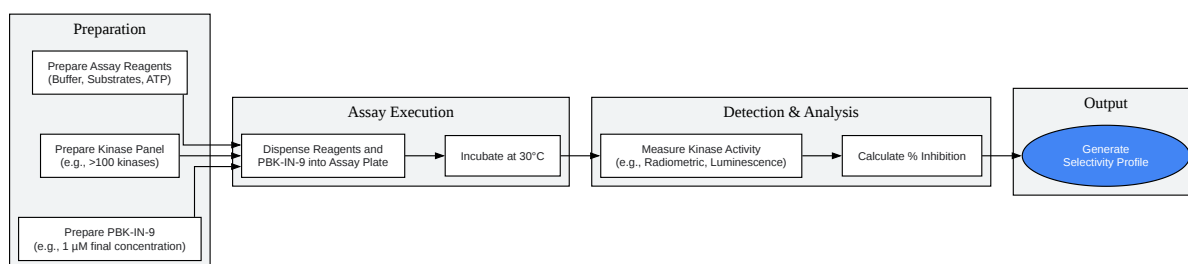 Preparation
Prepare Assay Reagents
(Buffer, Substrates, ATP)
Prepare Kinase Panel
(e.g., >100 kinases)
Prepare PBK-IN-9
(e.g., 1 µM final concentration)
Assay Execution
Dispense Reagents and
PBK-IN-9 into Assay Plate
Incubate at 30°C
Detection & Analysis
Measure Kinase Activity
(e.g., Radiometric, Luminescence)
Calculate % Inhibition
Output
Generate
Selectivity Profile